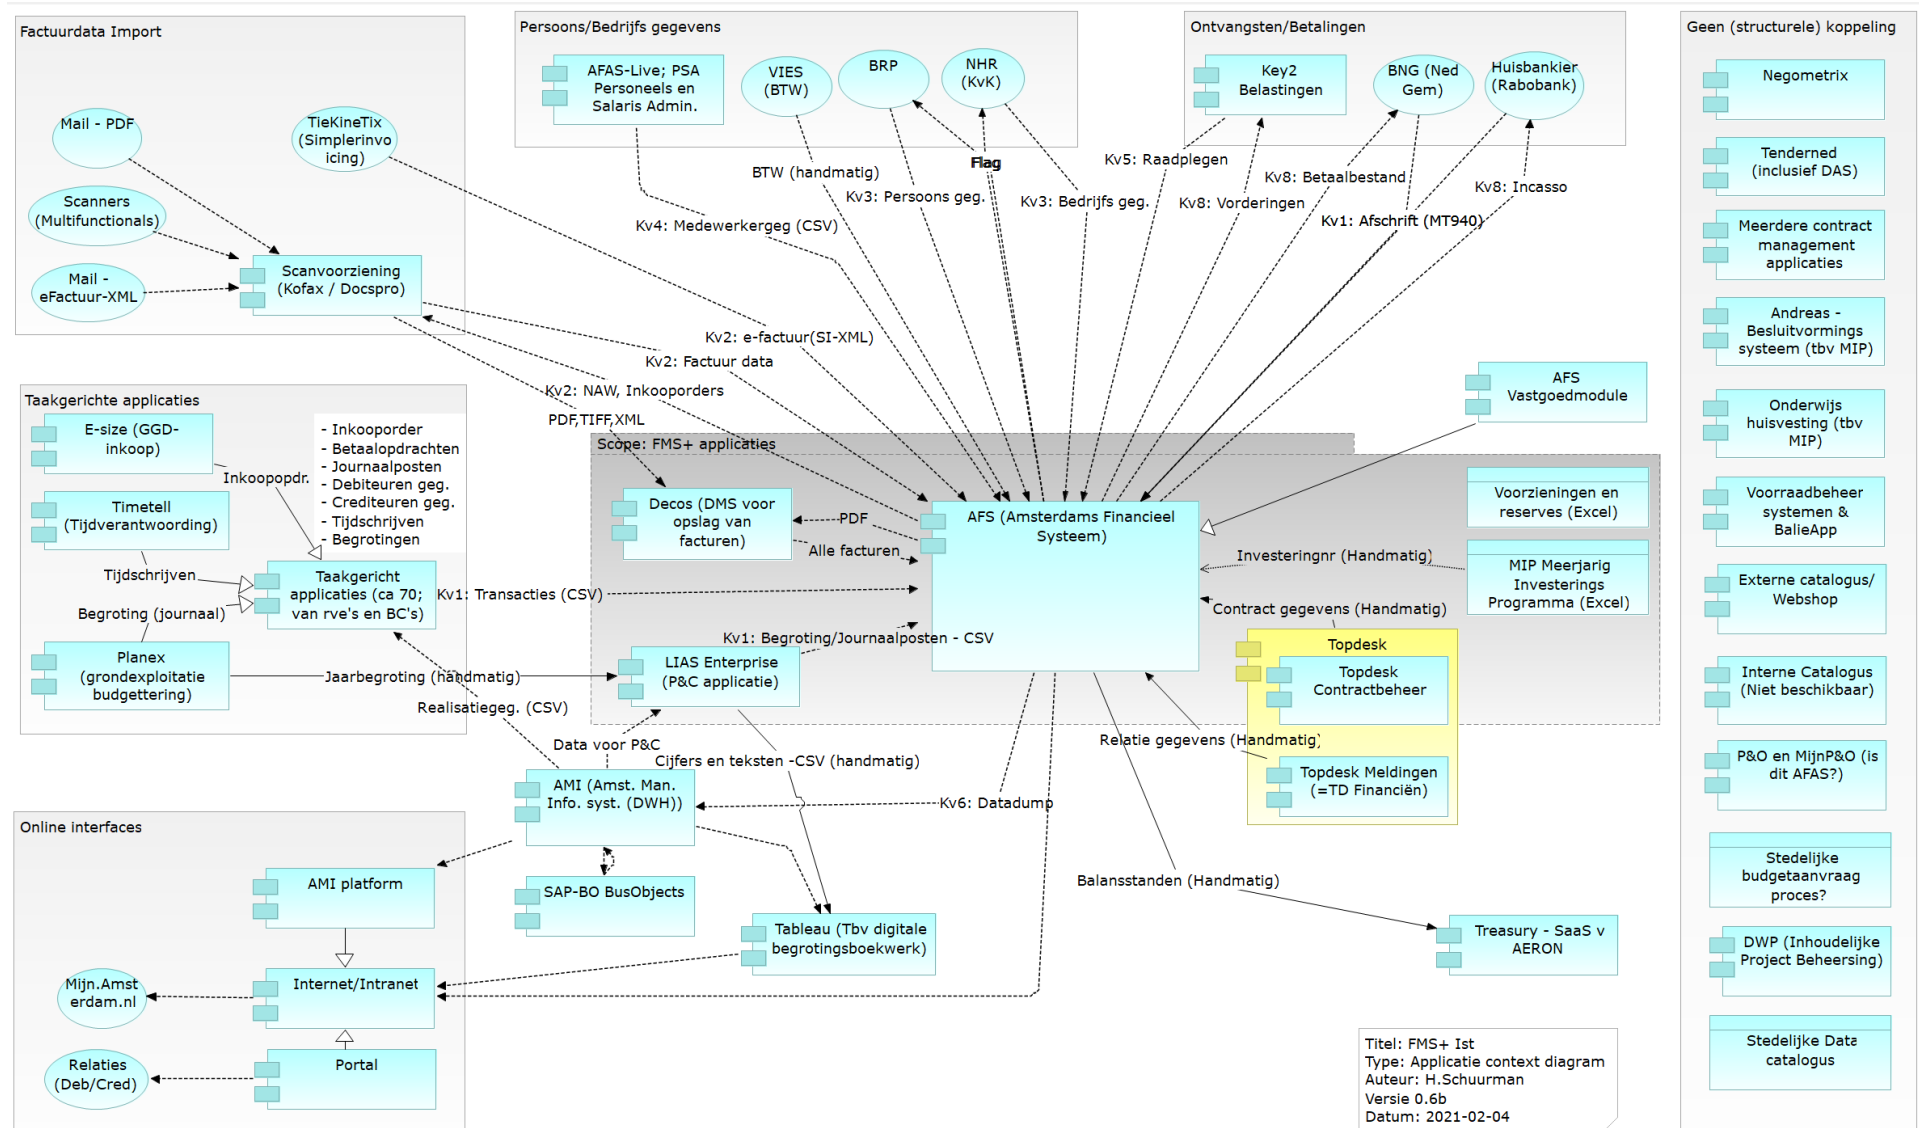 Factuurdata Import
Mail - PDF
TieKineTix
(Simplerinvo
icing)
Scanners
(Multifunctionals)
Mail -
eFactuur-XML
Scanvoorziening
(Kofax / Docspro)
Persoons/Bedrijfs gegevens
AFAS-Live; PSA
Personeels en
Salaris Admin.
VIES
(BTW)
BRP
NHR
(KvK)
Ontvangsten/Betalingen
Key2
Belastingen
BNG (Ned
Gem)
Huisbankier
(Rabobank)
Geen (structurele) koppeling
Negometrix
Tenderned
(inclusief DAS)
Meerdere contract
management
applicaties
Andreas -
Besluitvormings
systeem (tbv MIP)
Onderwijs
huisvesting (tbv
MIP)
Voorraadbeheer
systemen &
BalieApp
Externe catalogus/
Webshop
Interne Catalogus
(Niet beschikbaar)
P&O en MijnP&O (is
dit AFAS?)
Stedelijke
budgetaanvraag
proces?
DWP (Inhoudelijke
Project Beheersing)
Stedelijke Data
catalogus
BTW (handmatig)
Flag
Kv3: Persoons geg.
Kv3: Bedrijfs geg.
Kv4: Medewerkergeg (CSV)
Kv5: Raadplegen
Kv8: Vorderingen
Kv8: Betaalbestand
Kv8: Incasso
Kv1: Afschrift (MT940)
Kv2: e-factuur(SI-XML)
Kv2: Factuur data
Kv2: NAW, Inkooporders
PDF,TIFF,XML
Taakgerichte applicaties
E-size (GGD-
inkoop)
- Inkooporder
- Betaalopdrachten
- Journaalposten
- Debiteuren geg.
- Crediteuren geg.
- Tijdschrijven
- Begrotingen
Inkoopopdr.
Timetell
(Tijdverantwoording)
Tijdschrijven
Taakgericht
applicaties (ca 70;
van rve's en BC's)
Begroting (journaal)
Planex
(grondexploitatie
budgettering)
Jaarbegroting (handmatig)
Realisatiegeg. (CSV)
Kv1: Transacties (CSV)
AFS
Vastgoedmodule
Scope: FMS+ applicaties
Decos (DMS voor
opslag van
facturen)
PDF
Alle facturen
AFS (Amsterdams Financieel
Systeem)
Voorzieningen en
reserves (Excel)
Investeringnr (Handmatig)
MIP Meerjarig
Investerings
Programma (Excel)
Contract gegevens (Handmatig)
Kv1: Begroting/Journaalposten - CSV
LIAS Enterprise
(P&C applicatie)
Topdesk
Topdesk
Contractbeheer
Relatie gegevens (Handmatig)
Topdesk Meldingen
(=TD Financiën)
Data voor P&C
Cijfers en teksten -CSV (handmatig)
AMI (Amst. Man.
Info. syst. (DWH))
Kv6: Datadump
SAP-BO BusObjects
Balansstanden (Handmatig)
Tableau (Tbv digitale
begrotingsboekwerk)
Treasury - SaaS v
AERON
Online interfaces
AMI platform
Mijn.Amst
erdam.nl
Internet/Intranet
Relaties
(Deb/Cred)
Portal
Titel: FMS+ Ist
Type: Applicatie context diagram
Auteur: H.Schuurman
Versie 0.6b
Datum: 2021-02-04